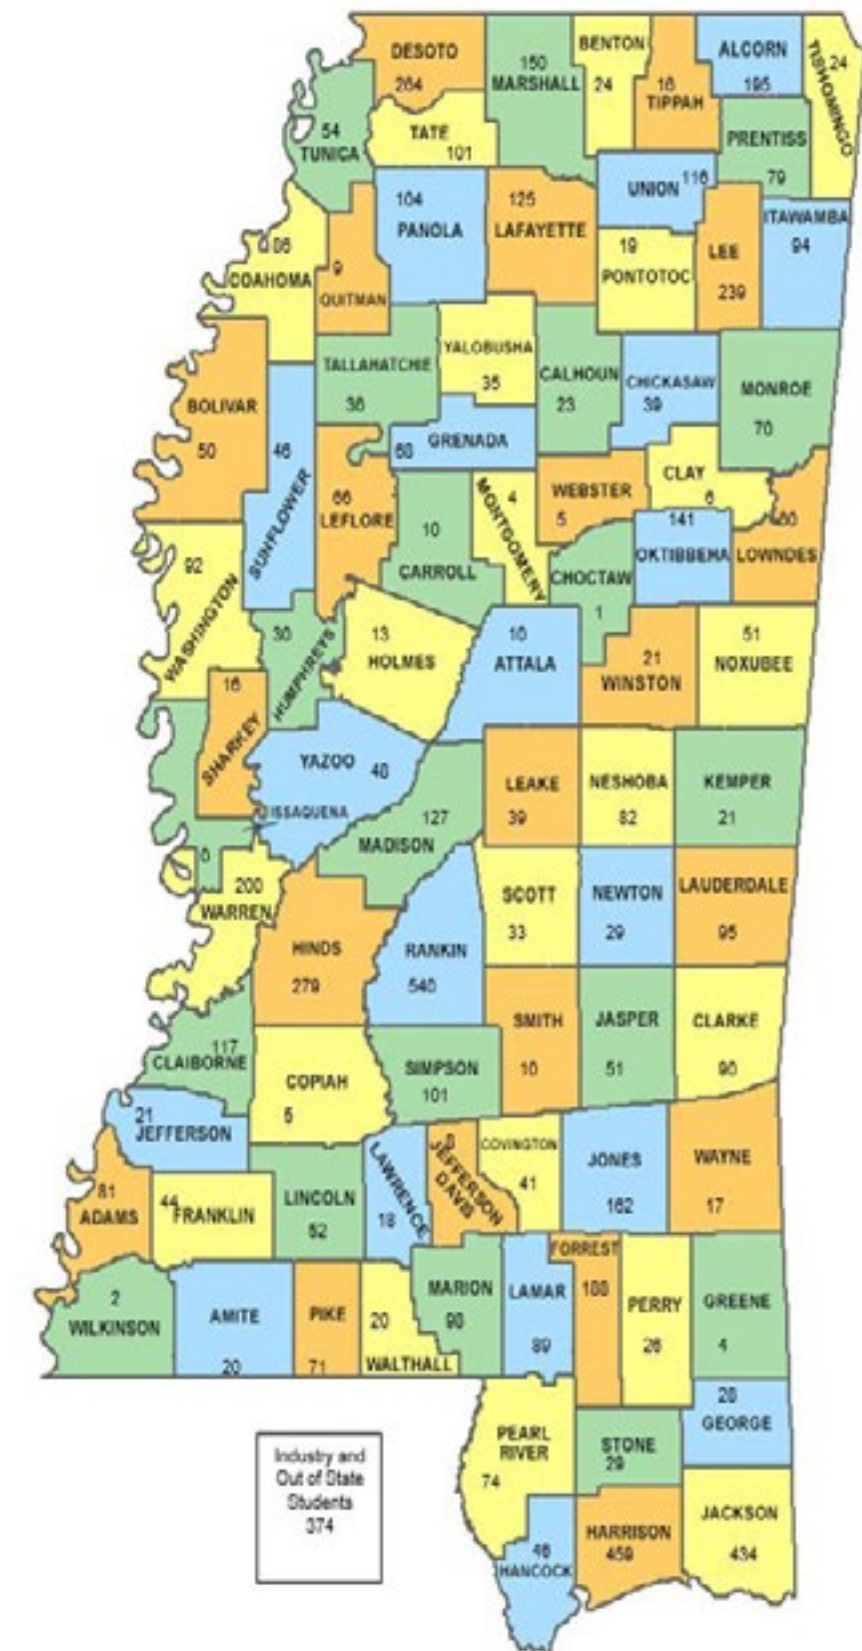 DESOTO
264
150
MARSHALL
BENTON
24
16
TIPPAH
ALCORN
195
24
TISHOMINGO
54
TUNICA
TATE
101
PRENTISS
79
UNION 116
104
PANOLA
125
LAFAYETTE
19
PONTOTOC
LEE
239
ITAWAMBA
94
COAHOMA
9
QUITMAN
TALLAHATCHIE
36
YALOBUSHA
35
CALHOUN
23
CHICKASAW
39
MONROE
BOLIVAR
50
46
SUNFLOWER
66
LEFLORE
GRENADA
4
MONTGOMERY
WEBSTER
5
CLAY
6
141
OKTIBBEHA
LOWNDES
10
CARROLL
CHOCTAW
1
92
WASHINGTON
30
HUMPHREYS
13
HOLMES
10
ATTALA
21
WINSTON
51
NOXUBEE
16
SHARKEY
YAZOO
ISSAQUENA
0
127
MADISON
LEAKE
39
NESHOBA
82
KEMPER
21
200
WARREN
HINDS
279
RANKIN
540
SCOTT
33
NEWTON
29
LAUDERDALE
95
117
CLAIBORNE
COPIAH
5
SIMPSON
101
SMITH
10
JASPER
51
CLARKE
90
21
JEFFERSON
81
ADAMS
44
FRANKLIN
LINCOLN
LAWRENCE
18
JEFFERSON
DAVIS
COVINGTON
41
JONES
162
WAYNE
17
2
WILKINSON
AMITE
20
PIKE
71
20
WALTHALL
MARION
LAMAR
89
FORREST
188
PERRY
26
GREENE
4
28
GEORGE
PEARL
RIVER
74
STONE
29
HANCOCK
HARRISON
459
JACKSON
434
Industry and
Out of State
Students
374